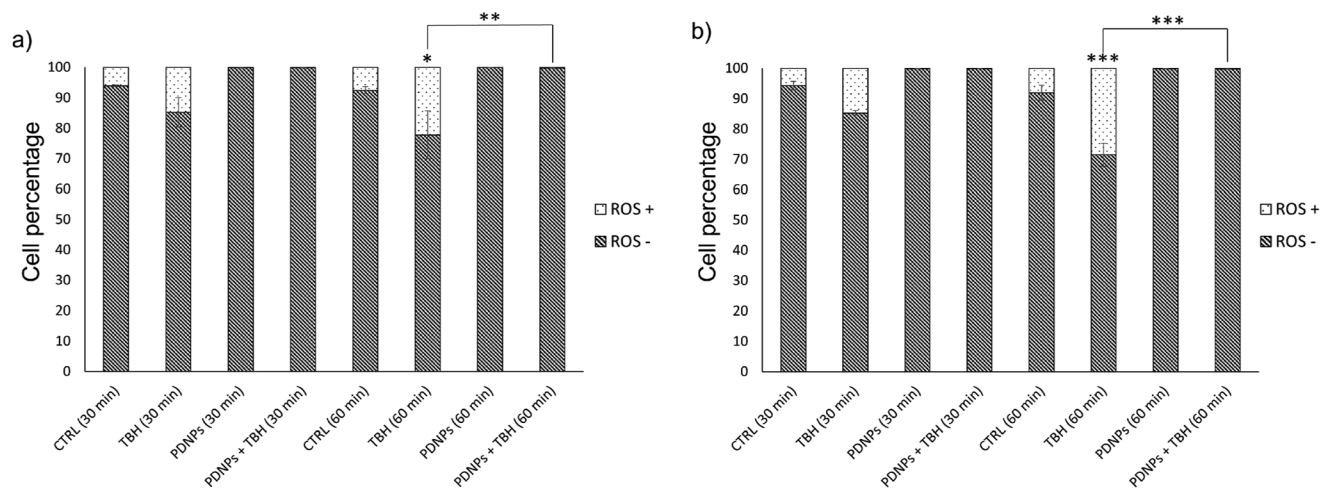 a)
**
*
Cell percentage
100
90
80
70
60
50
40
30
20
10
0
CTRL (30 min)
TBH (30 min)
PDNPs (30 min)
PDNPs + TBH (30 min)
CTRL (60 min)
TBH (60 min)
PDNPs (60 min)
PDNPs + TBH (60 min)
ROS +
ROS -
b)
***
***
Cell percentage
100
90
80
70
60
50
40
30
20
10
0
CTRL (30 min)
TBH (30 min)
PDNPs (30 min)
PDNPs + TBH (30 min)
CTRL (60 min)
TBH (60 min)
PDNPs (60 min)
PDNPs + TBH (60 min)
ROS +
ROS -